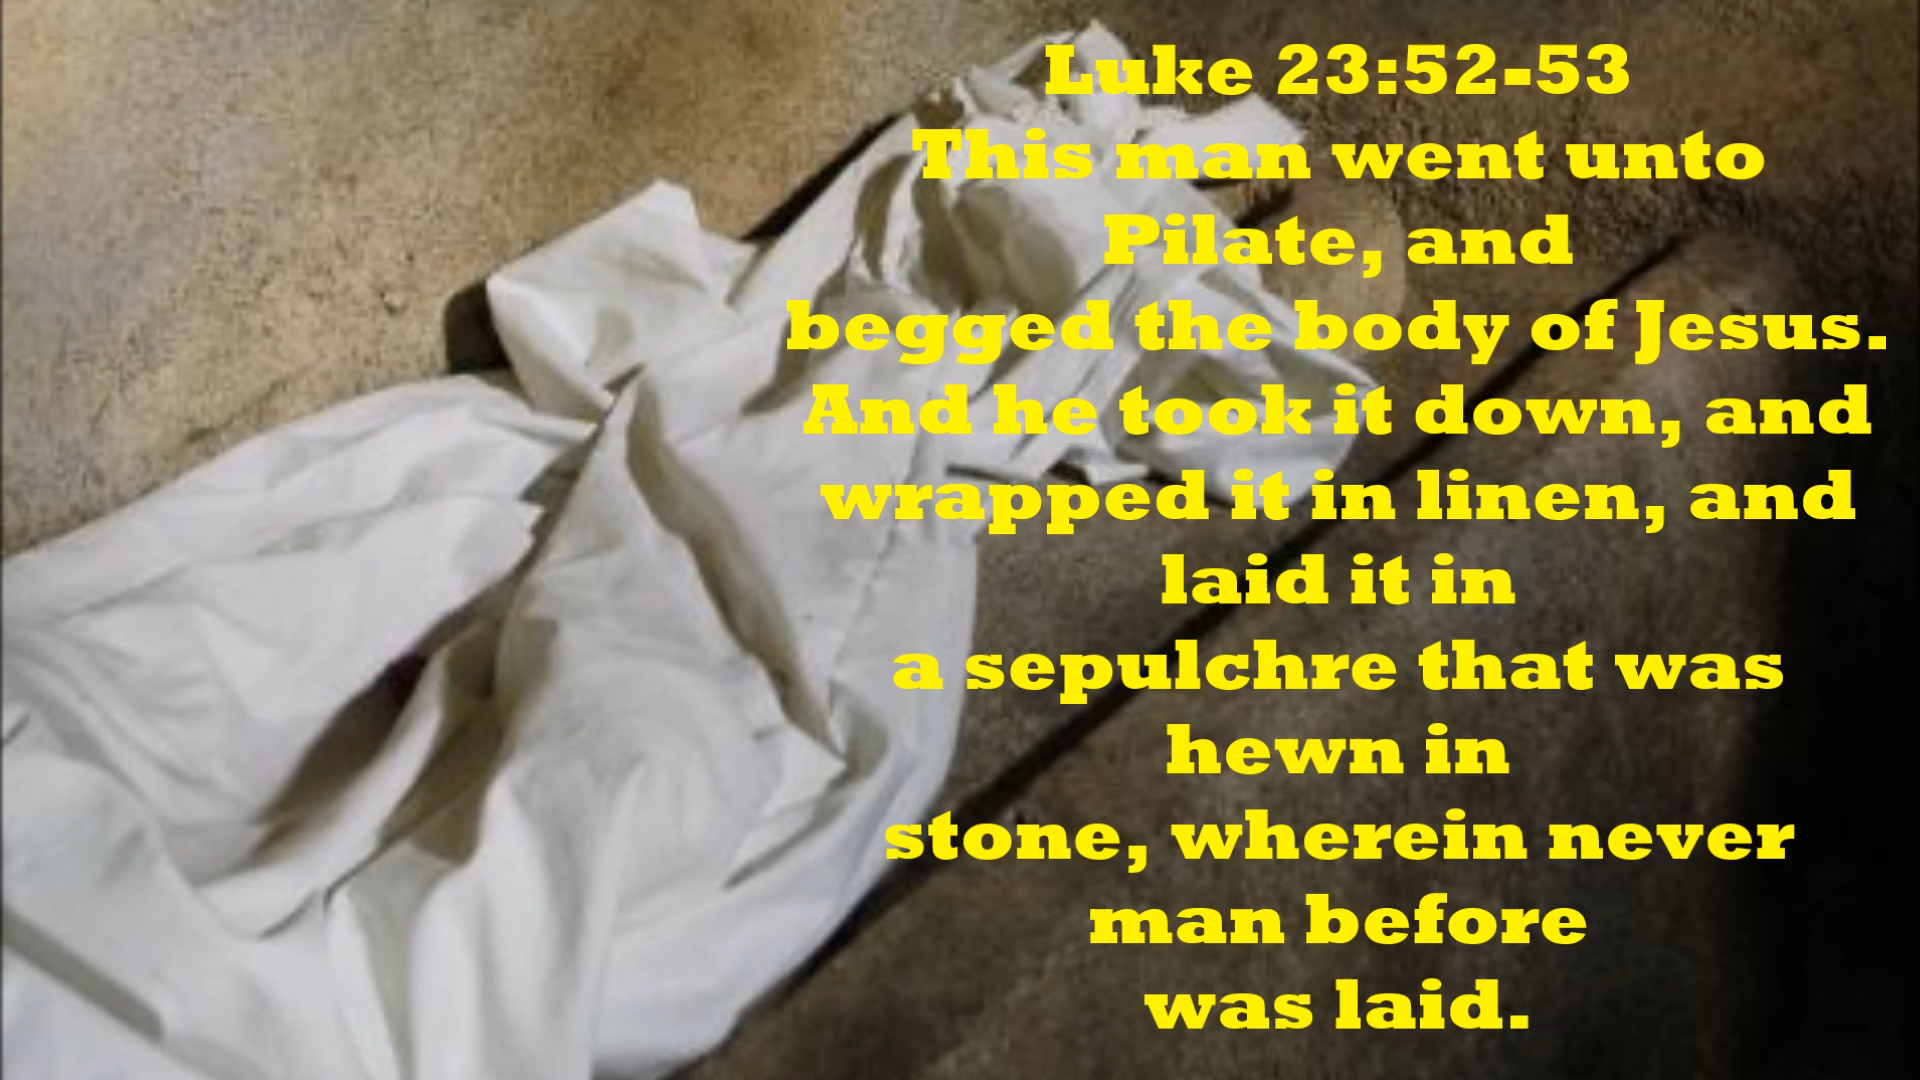 Luke 23:52-53
This man went unto
Pilate, and
begged the body of Jesus.
And he took it down, and
wrapped it in linen, and
laid it in
a sepulchre that was
hewn in
stone, wherein never
man before
was laid.